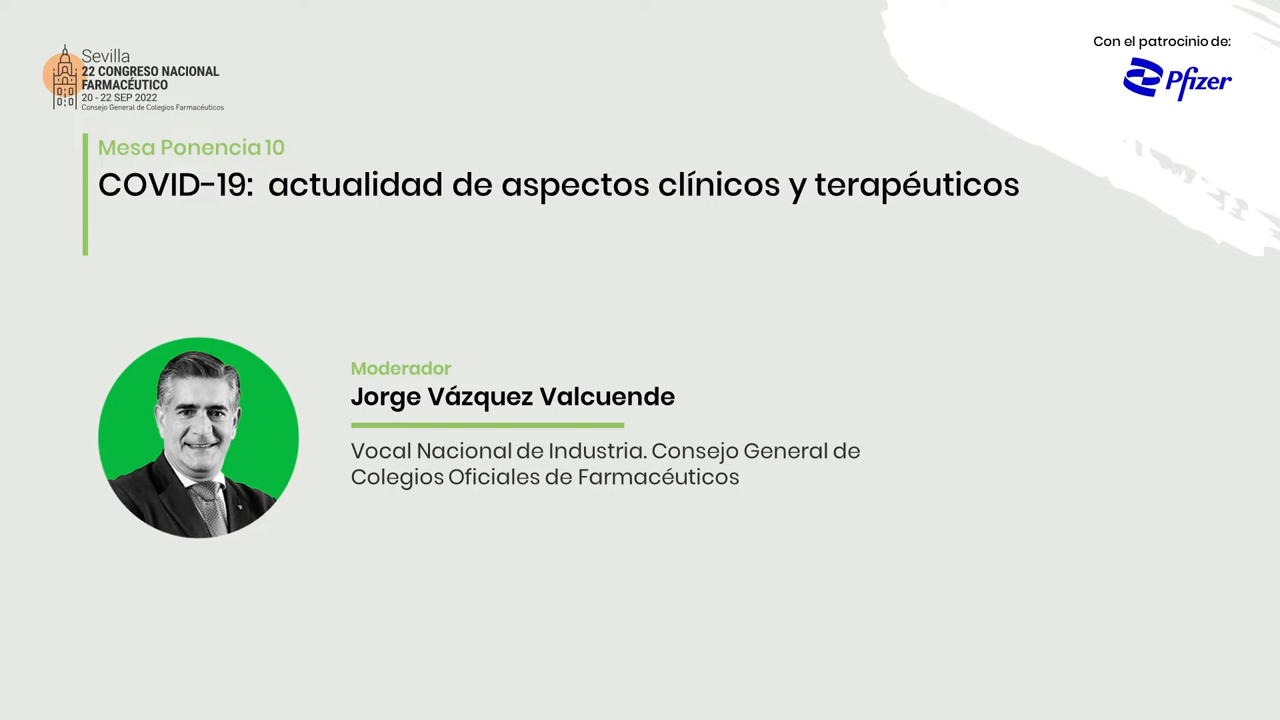 Sevilla
22 CONGRESO NACIONAL
FARMACÉUTICO
20 - 22 SEP 2022
Consejo General de Colegios Farmacéuticos
Con el patrocinio de:
Pfizer
Mesa Ponencia 10
COVID-19: actualidad de aspectos clínicos y terapéuticos
Moderador
Jorge Vázquez Valcuende
Vocal Nacional de Industria. Consejo General de
Colegios Oficiales de Farmacéuticos